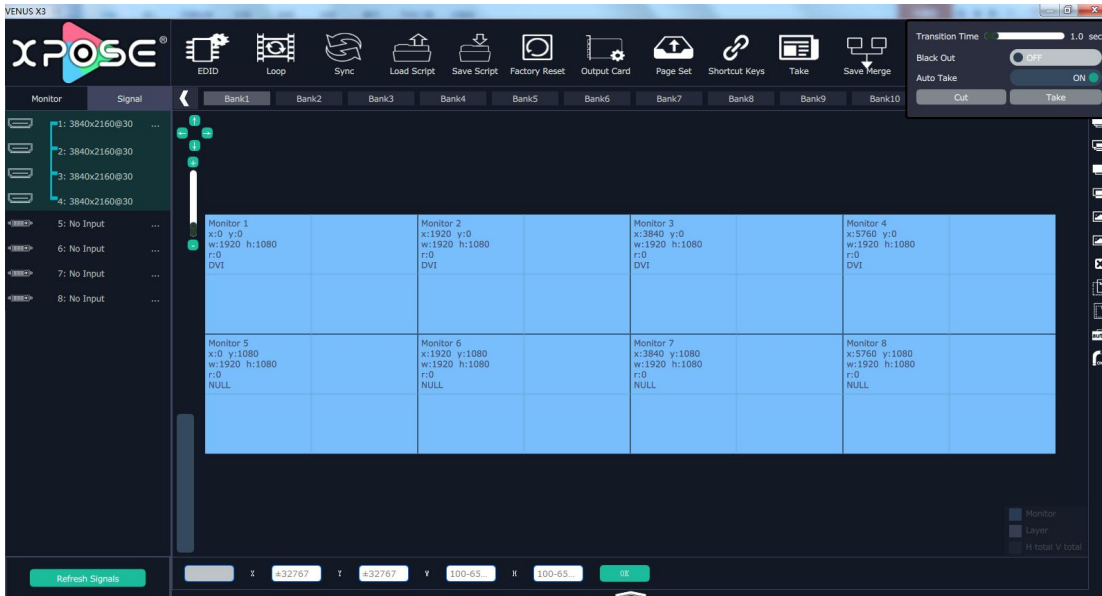 VENUS X3
XPOSE®
EDID
Loop
Sync
Load Script
Save Script
Factory Reset
Output Card
Page Set
Shortcut Keys
Take
Save Merge
Transition Time 1.0 sec
Black Out OFF
Auto Take ON
Cut Take
Monitor Signal
Bank1 Bank2 Bank3 Bank4 Bank5 Bank6 Bank7 Bank8 Bank9 Bank10
1: 3840x2160@30 ...
2: 3840x2160@30
3: 3840x2160@30
4: 3840x2160@30
5: No Input ...
6: No Input ...
7: No Input ...
8: No Input ...
Monitor 1
x:0 y:0
w:1920 h:1080
r:0
DVI
Monitor 2
x:1920 y:0
w:1920 h:1080
r:0
DVI
Monitor 3
x:3840 y:0
w:1920 h:1080
r:0
DVI
Monitor 4
x:5760 y:0
w:1920 h:1080
r:0
DVI
Monitor 5
x:0 y:1080
w:1920 h:1080
r:0
NULL
Monitor 6
x:1920 y:1080
w:1920 h:1080
r:0
NULL
Monitor 7
x:3840 y:1080
w:1920 h:1080
r:0
NULL
Monitor 8
x:5760 y:1080
w:1920 h:1080
r:0
NULL
Monitor
Layer
H total V total
Refresh Signals
X ±32767 Y ±32767 W 100-65... H 100-65... OK